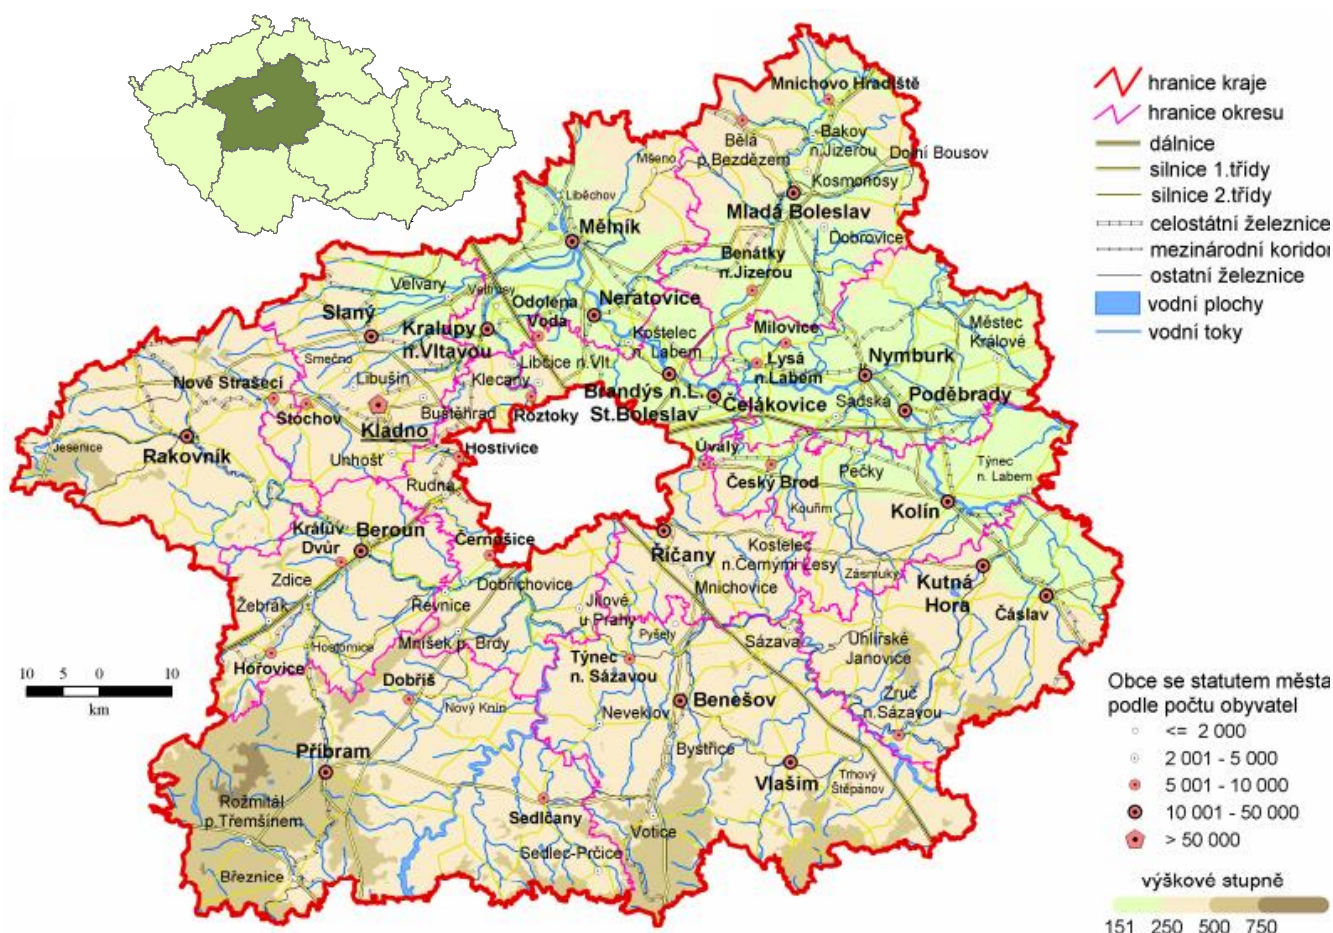 Mnichovo Hradiště
Bělá
p.Bezdězem
Bakov
n.Jizerou
Dolní Bousov
Mšeno
Kosmonosy
Liběchov
Mladá Boleslav
Mělník
Dobrovice
Benátky
n.Jizerou
Velvary
Veltrusy
Odolena
Voda
Neratovice
Slaný
Kralupy
n.Vltavou
Kostelec
n. Labem
Milovice
Městec
Králové
Smečno
Libčice n.Vlt.
Lysá
n.Labem
Nymburk
Nové Strašecí
Libušín
Klecany
Brandýs n.L.
St.Boleslav
Čelákovice
Sadská
Poděbrady
Stochov
Buštěhrad
Roztoky
Kladno
Jesenice
Rakovník
Unhošť
Hostivice
Úvaly
Pečky
Týnec
n. Labem
Rudná
Český Brod
Kouřim
Kolín
Králův
Dvůr
Beroun
Černošice
Říčany
Kostelec
n.Černými Lesy
Zásmuky
Kutná
Hora
Zdice
Dobřichovice
Mnichovice
Čáslav
Žebrák
Řevnice
Jílové
u Prahy
Pyšely
Sázava
Uhlířské
Janovice
Hostomice
Mníšek p. Brdy
Hořovice
Týnec
n. Sázavou
Dobříš
Nový Knín
Neveklov
Benešov
Zruč
n.Sázavou
Příbram
Bystřice
Vlašim
Trhový
Štěpánov
Rožmitál
p.Třemšínem
Sedlčany
Votice
Sedlec-Prčice
Březnice
10 5 0 10
km
hranice kraje
hranice okresu
dálnice
silnice 1.třídy
silnice 2.třídy
celostátní železnice
mezinárodní koridor
ostatní železnice
vodní plochy
vodní toky
Obce se statutem města
podle počtu obyvatel
<= 2 000
2 001 - 5 000
5 001 - 10 000
10 001 - 50 000
> 50 000
výškové stupně
151 250 500 750